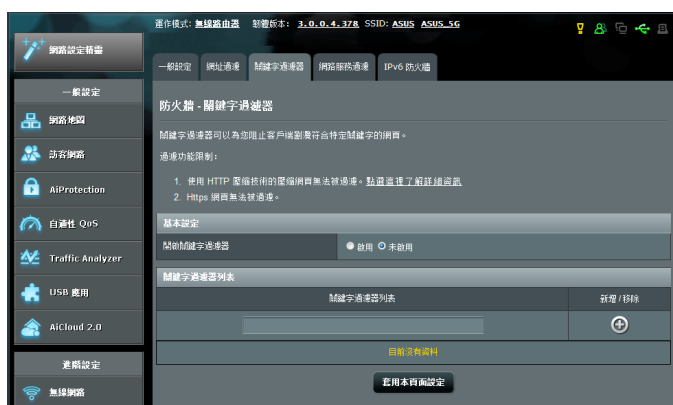 運作模式: 無線路由器 韌體版本: 3.0.0.4.378 SSID: ASUS ASUS_5G
網路設定精靈
一般設定 網址過濾 關鍵字過濾器 網路服務過濾 IPv6 防火牆
一般設定
網路地圖
訪客網路
AiProtection
自適性 QoS
Traffic Analyzer
USB 應用
AiCloud 2.0
進階設定
無線網路
防火牆 - 關鍵字過濾器
關鍵字過濾器可以為您阻止客戶端瀏覽符合特定關鍵字的網頁。
過濾功能限制:
1. 使用 HTTP 壓縮技術的壓縮網頁無法被過濾。點選這裡了解詳細資訊
2. Https 網頁無法被過濾。
基本設定
開啟關鍵字過濾器 啟用 未啟用
關鍵字過濾器列表
關鍵字過濾器列表 新增 / 移除
目前沒有資料
套用本頁面設定